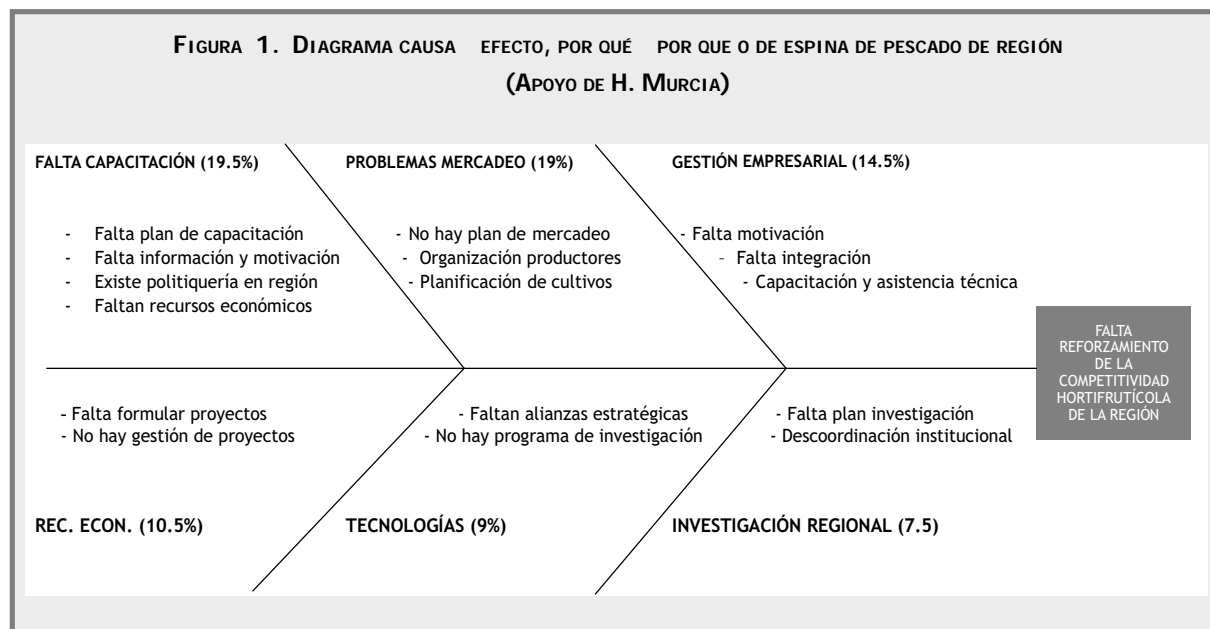 FIGURA 1. DIAGRAMA CAUSA EFECTO, POR QUÉ POR QUE O DE ESPINA DE PESCADO DE REGIÓN
(APOYO DE H. MURCIA)
FALTA CAPACITACIÓN (19.5%)
- Falta plan de capacitación
- Falta información y motivación
- Existe politiquería en región
- Faltan recursos económicos
PROBLEMAS MERCADEO (19%)
- No hay plan de mercadeo
- Organización productores
- Planificación de cultivos
GESTIÓN EMPRESARIAL (14.5%)
- Falta motivación
- Falta integración
- Capacitación y asistencia técnica
FALTA
REFORZAMIENTO
DE LA
COMPETITIVIDAD
HORTIFRUTÍCOLA
DE LA REGIÓN
- Falta formular proyectos
- No hay gestión de proyectos
REC. ECON. (10.5%)
- Faltan alianzas estratégicas
- No hay programa de investigación
TECNOLOGÍAS (9%)
- Falta plan investigación
- Descoordinación institucional
INVESTIGACIÓN REGIONAL (7.5)